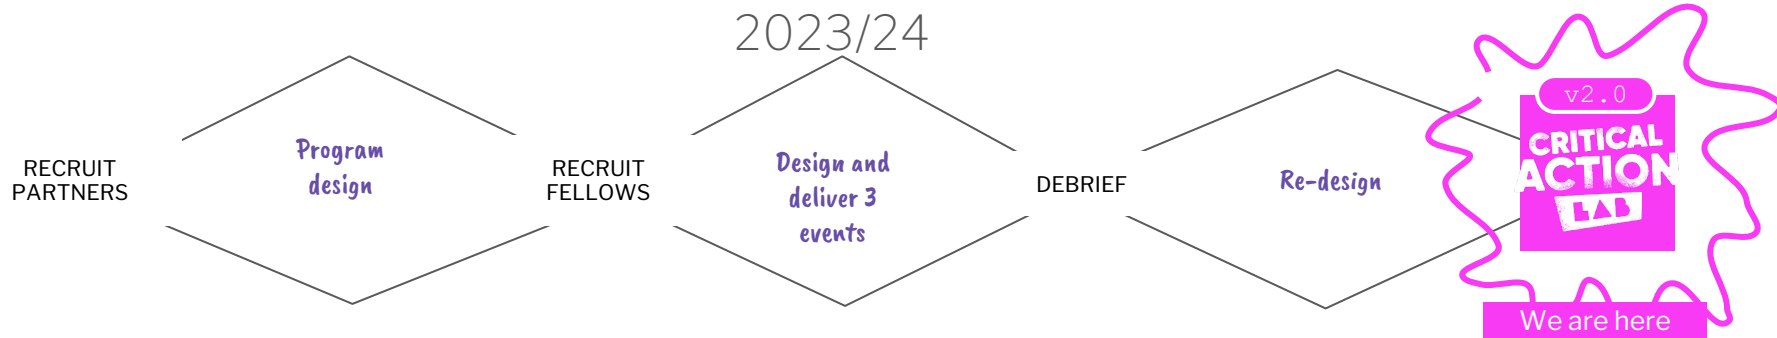 2023/24
RECRUIT
PARTNERS
Program
design
RECRUIT
FELLOWS
Design and
deliver 3
events
DEBRIEF
Re-design
v2.0
CRITICAL
ACTION
LAB
We are here